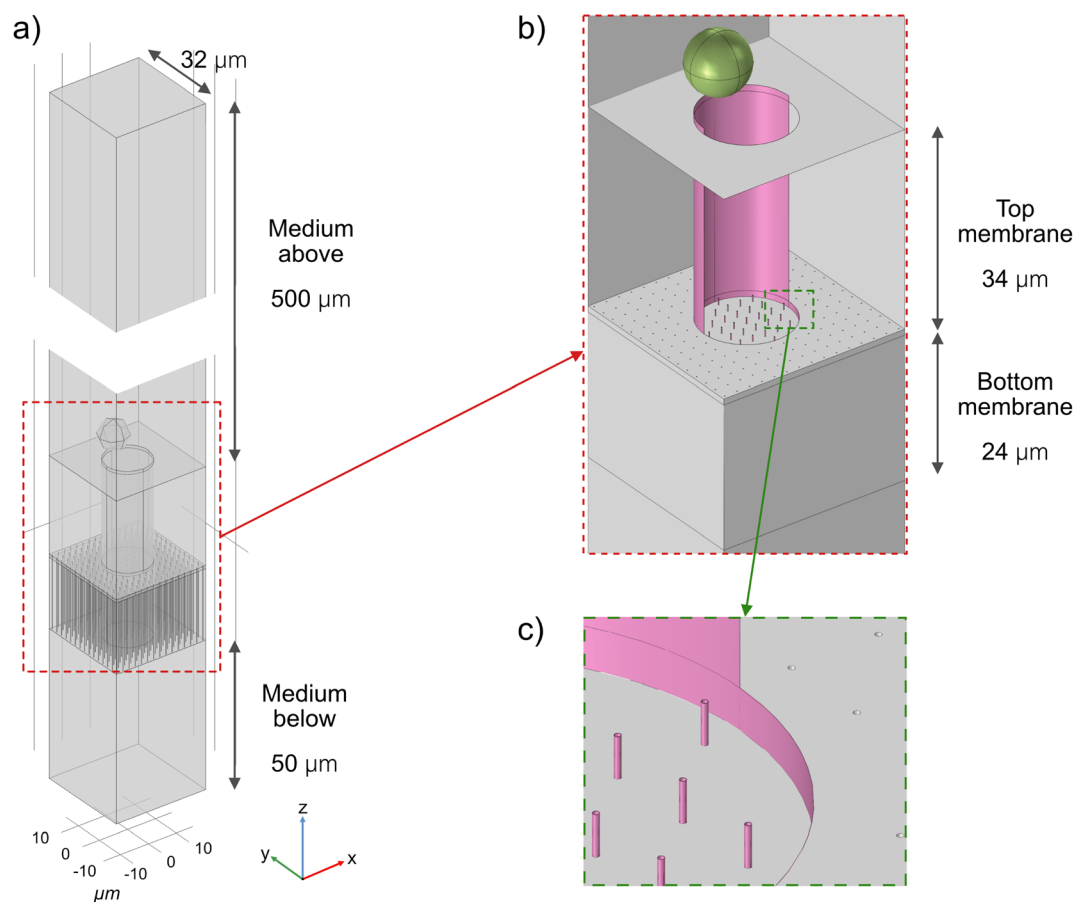 a)
32 μm
Medium
above
500 μm
Medium
below
50 μm
10
0
-10
-10
0
10
μm
z
y
x
b)
Top
membrane
34 μm
Bottom
membrane
24 μm
c)